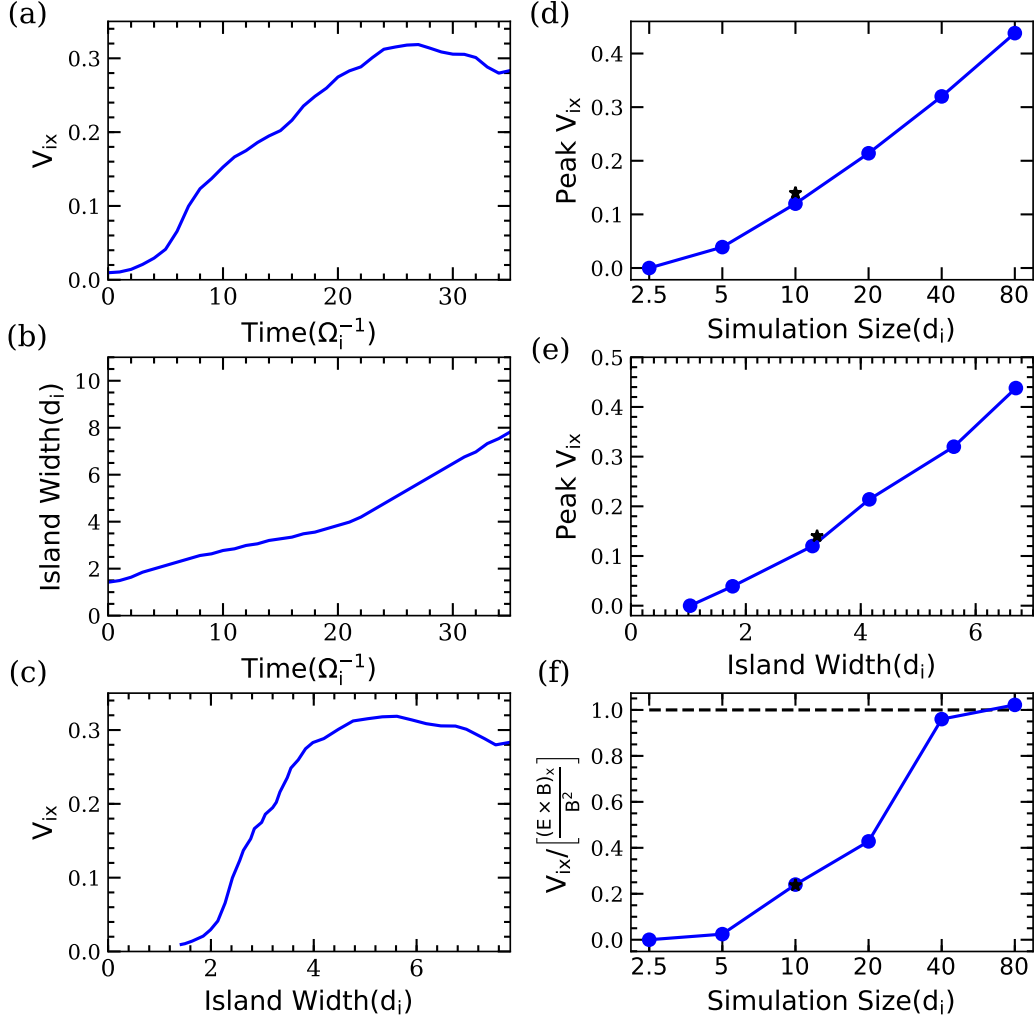 (a)
0.3
0.2
0.1
0.0
V_ix
0 10 20 30
Time(Ω_i^−1)
(b)
10
8
6
4
2
0
Island Width(d_i)
0 10 20 30
Time(Ω_i^−1)
(c)
0.3
0.2
0.1
0.0
V_ix
0 2 4 6
Island Width(d_i)
(d)
0.4
0.3
0.2
0.1
0.0
Peak V_ix
2.5 5 10 20 40 80
Simulation Size(d_i)
(e)
0.5
0.4
0.3
0.2
0.1
0.0
Peak V_ix
0 2 4 6
Island Width(d_i)
(f)
1.0
0.8
0.6
0.4
0.2
0.0
V_ix/[(E × B)_x / B^2]
2.5 5 10 20 40 80
Simulation Size(d_i)